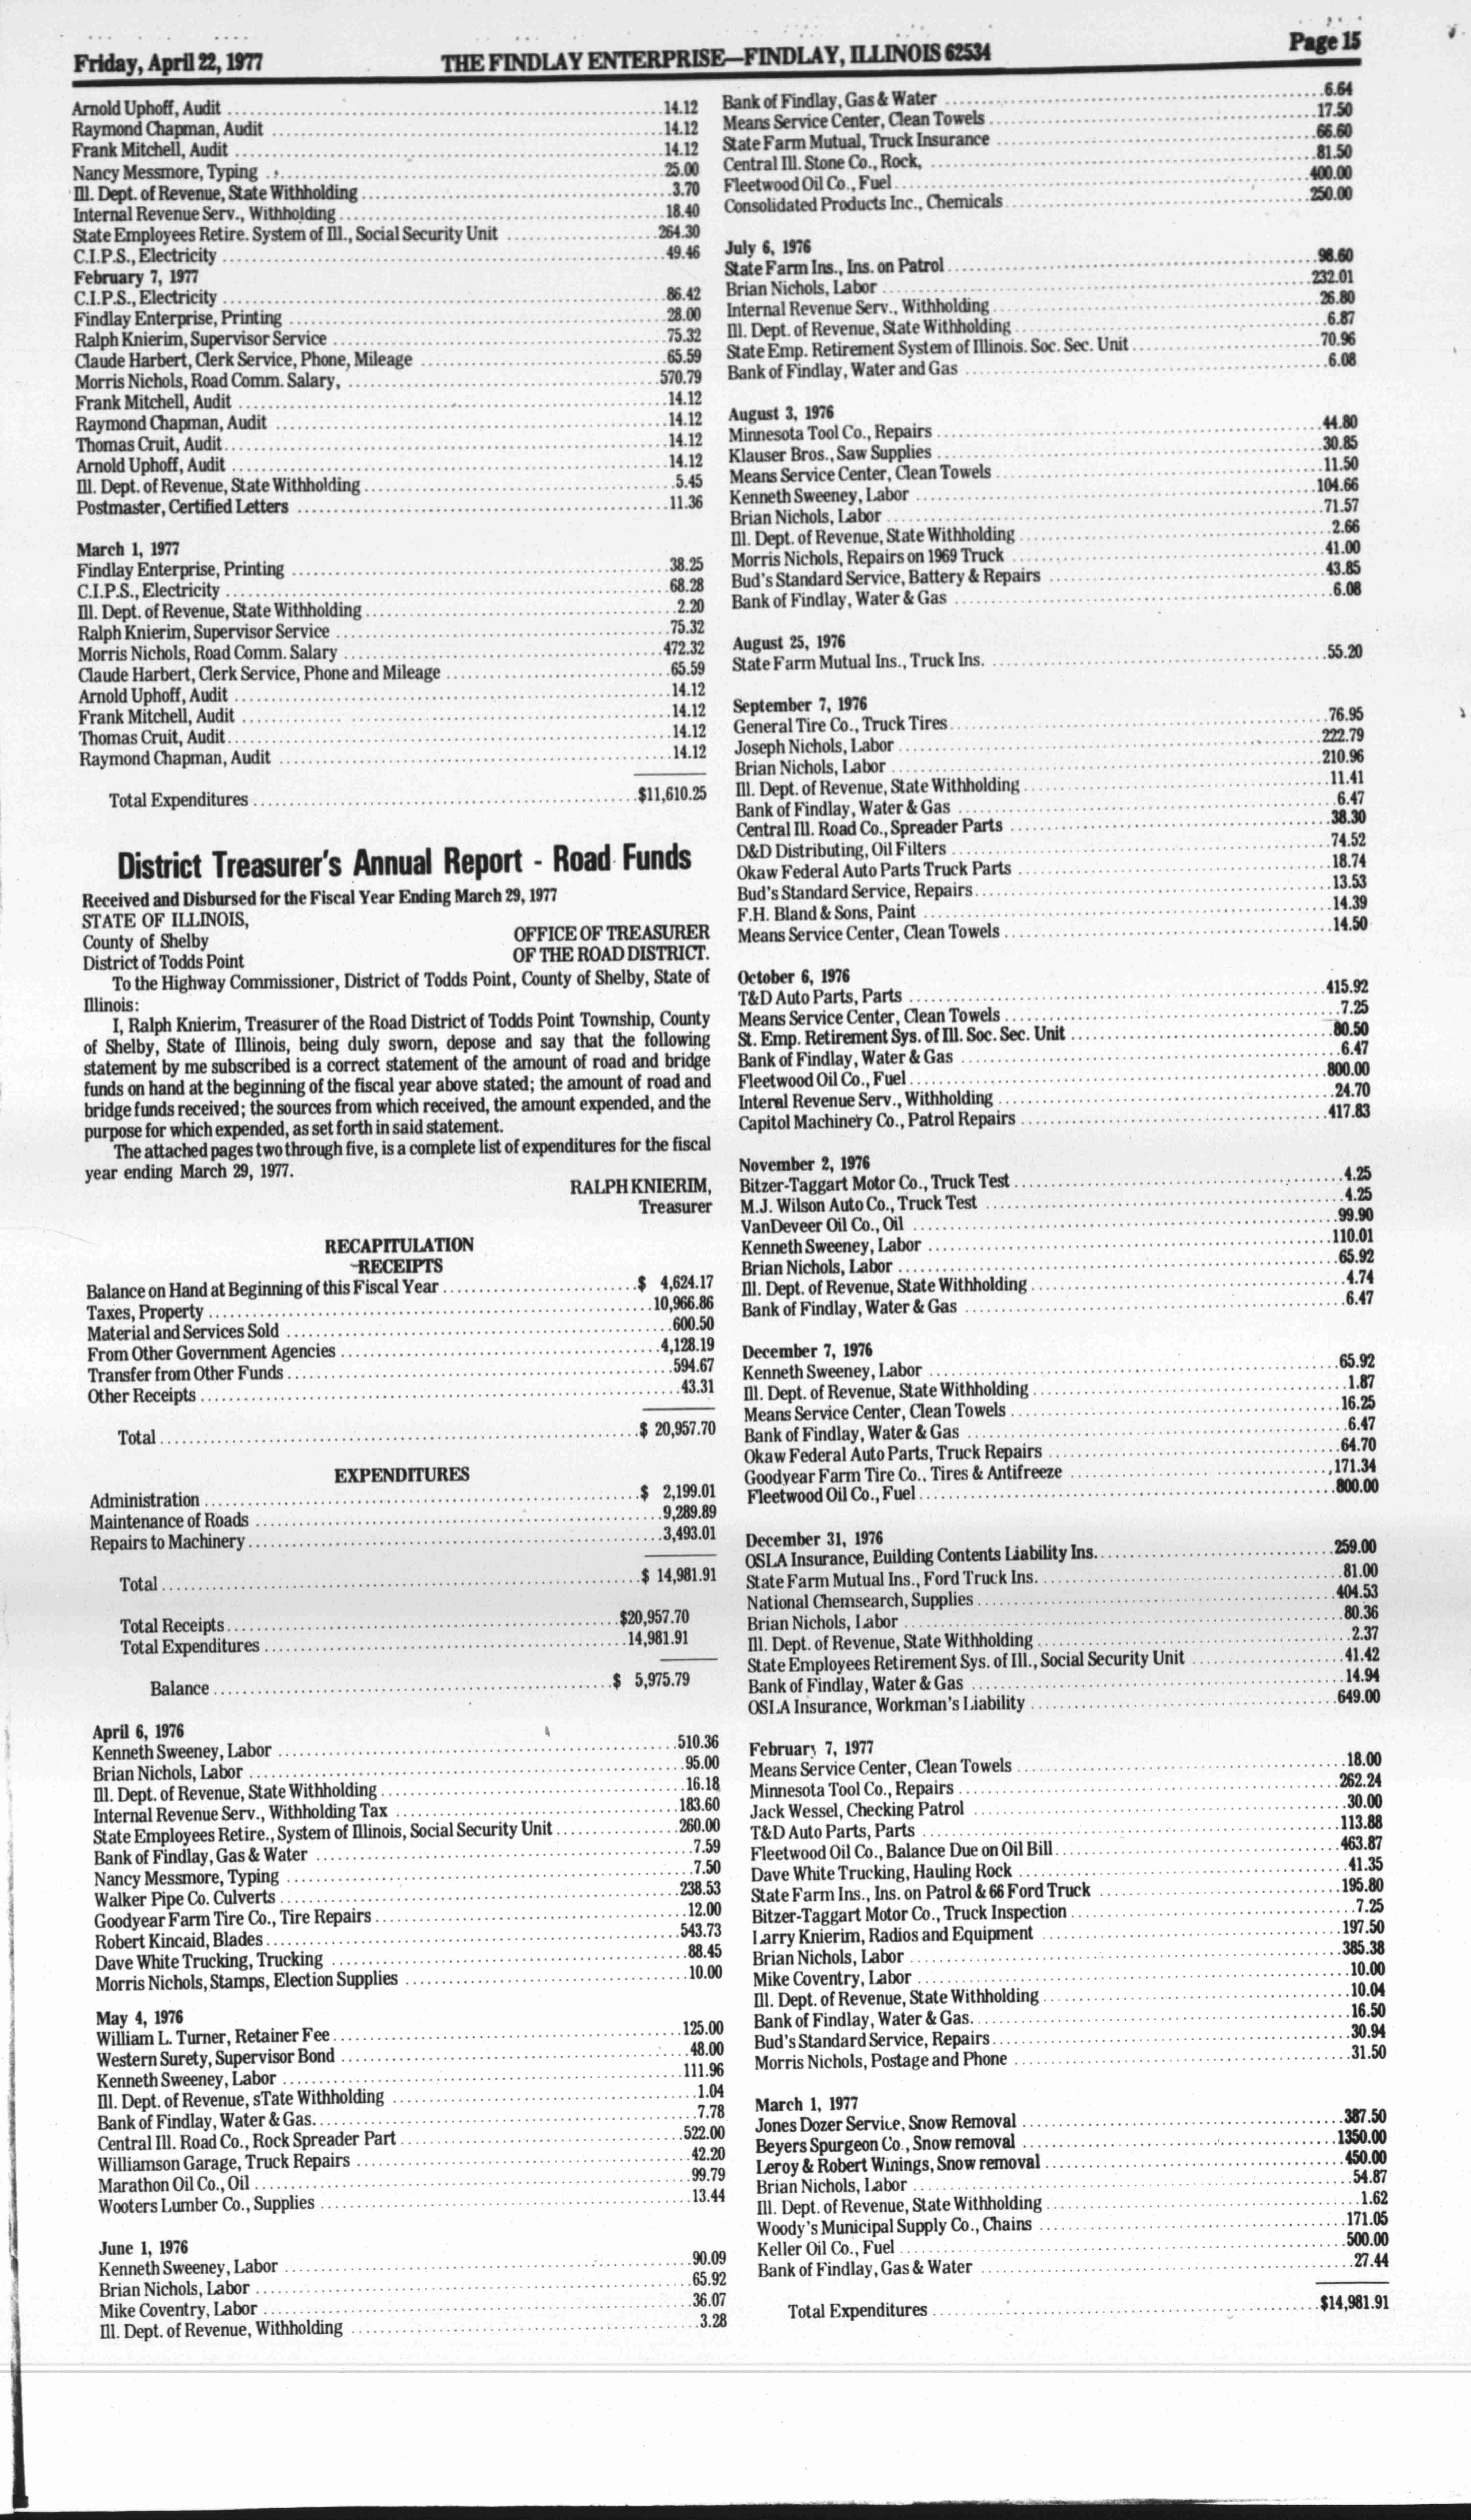 Friday, April 22, 1977
THE FINDLAY ENTERPRISE—FINDLAY, ILLINOIS 62534
Page 15
Arnold Uphoff, Audit 14.12
Raymond Chapman, Audit 14.12
Frank Mitchell, Audit 14.12
Nancy Messmore, Typing 25.00
Ill. Dept. of Revenue, State Withholding 3.70
Internal Revenue Serv., Withholding 18.40
State Employees Retire. System of Ill., Social Security Unit 264.30
C.I.P.S., Electricity 49.46
February 7, 1977
C.I.P.S., Electricity 86.42
Findlay Enterprise, Printing 28.00
Ralph Knierim, Supervisor Service 75.32
Claude Harbert, Clerk Service, Phone, Mileage 65.59
Morris Nichols, Road Comm. Salary, 570.79
Frank Mitchell, Audit 14.12
Raymond Chapman, Audit 14.12
Thomas Cruit, Audit 14.12
Arnold Uphoff, Audit 14.12
Ill. Dept. of Revenue, State Withholding 5.45
Postmaster, Certified Letters 11.36
March 1, 1977
Findlay Enterprise, Printing 38.25
C.I.P.S., Electricity 68.28
Ill. Dept. of Revenue, State Withholding 2.20
Ralph Knierim, Supervisor Service 75.32
Morris Nichols, Road Comm. Salary 472.32
Claude Harbert, Clerk Service, Phone and Mileage 65.59
Arnold Uphoff, Audit 14.12
Frank Mitchell, Audit 14.12
Thomas Cruit, Audit 14.12
Raymond Chapman, Audit 14.12
Total Expenditures $11,610.25
District Treasurer's Annual Report - Road Funds
Received and Disbursed for the Fiscal Year Ending March 29, 1977
STATE OF ILLINOIS,
County of Shelby OFFICE OF TREASURER
District of Todds Point OF THE ROAD DISTRICT.
To the Highway Commissioner, District of Todds Point, County of Shelby, State of
Illinois:
I, Ralph Knierim, Treasurer of the Road District of Todds Point Township, County
of Shelby, State of Illinois, being duly sworn, depose and say that the following
statement by me subscribed is a correct statement of the amount of road and bridge
funds on hand at the beginning of the fiscal year above stated; the amount of road and
bridge funds received; the sources from which received, the amount expended, and the
purpose for which expended, as set forth in said statement.
The attached pages two through five, is a complete list of expenditures for the fiscal
year ending March 29, 1977.
RALPH KNIERIM,
Treasurer
RECAPITULATION
RECEIPTS
Balance on Hand at Beginning of this Fiscal Year $ 4,624.17
Taxes, Property 10,966.86
Material and Services Sold 600.50
From Other Government Agencies 4,128.19
Transfer from Other Funds 594.67
Other Receipts 43.31
Total $ 20,957.70
EXPENDITURES
Administration $ 2,199.01
Maintenance of Roads 9,289.89
Repairs to Machinery 3,493.01
Total $ 14,981.91
Total Receipts $20,957.70
Total Expenditures 14,981.91
Balance $ 5,975.79
April 6, 1976
Kenneth Sweeney, Labor 510.36
Brian Nichols, Labor 95.00
Ill. Dept. of Revenue, State Withholding 16.18
Internal Revenue Serv., Withholding Tax 183.60
State Employees Retire., System of Illinois, Social Security Unit 260.00
Bank of Findlay, Gas & Water 7.59
Nancy Messmore, Typing 7.50
Walker Pipe Co. Culverts 238.53
Goodyear Farm Tire Co., Tire Repairs 12.00
Robert Kincaid, Blades 543.73
Dave White Trucking, Trucking 88.45
Morris Nichols, Stamps, Election Supplies 10.00
May 4, 1976
William L. Turner, Retainer Fee 125.00
Western Surety, Supervisor Bond 48.00
Kenneth Sweeney, Labor 111.96
Ill. Dept. of Revenue, sTate Withholding 1.04
Bank of Findlay, Water & Gas. 7.78
Central Ill. Road Co., Rock Spreader Part 522.00
Williamson Garage, Truck Repairs 42.20
Marathon Oil Co., Oil 99.79
Wooters Lumber Co., Supplies 13.44
June 1, 1976
Kenneth Sweeney, Labor 90.09
Brian Nichols, Labor 65.92
Mike Coventry, Labor 36.07
Ill. Dept. of Revenue, Withholding 3.28
Bank of Findlay, Gas & Water 6.64
Means Service Center, Clean Towels 17.50
State Farm Mutual, Truck Insurance 66.60
Central Ill. Stone Co., Rock, 81.50
Fleetwood Oil Co., Fuel 400.00
Consolidated Products Inc., Chemicals 250.00
July 6, 1976
State Farm Ins., Ins. on Patrol 98.60
Brian Nichols, Labor 232.01
Internal Revenue Serv., Withholding 26.80
Ill. Dept. of Revenue, State Withholding 6.87
State Emp. Retirement System of Illinois. Soc. Sec. Unit 70.96
Bank of Findlay, Water and Gas 6.08
August 3, 1976
Minnesota Tool Co., Repairs 44.80
Klauser Bros., Saw Supplies 30.85
Means Service Center, Clean Towels 11.50
Kenneth Sweeney, Labor 104.66
Brian Nichols, Labor 71.57
Ill. Dept. of Revenue, State Withholding 2.66
Morris Nichols, Repairs on 1969 Truck 41.00
Bud's Standard Service, Battery & Repairs 43.85
Bank of Findlay, Water & Gas 6.08
August 25, 1976
State Farm Mutual Ins., Truck Ins. 55.20
September 7, 1976
General Tire Co., Truck Tires 76.95
Joseph Nichols, Labor 222.79
Brian Nichols, Labor 210.96
Ill. Dept. of Revenue, State Withholding 11.41
Bank of Findlay, Water & Gas 6.47
Central Ill. Road Co., Spreader Parts 38.30
D&D Distributing, Oil Filters 74.52
Okaw Federal Auto Parts Truck Parts 18.74
Bud's Standard Service, Repairs 13.53
F.H. Bland & Sons, Paint 14.39
Means Service Center, Clean Towels 14.50
October 6, 1976
T&D Auto Parts, Parts 415.92
Means Service Center, Clean Towels 7.25
St. Emp. Retirement Sys. of Ill. Soc. Sec. Unit 80.50
Bank of Findlay, Water & Gas 6.47
Fleetwood Oil Co., Fuel 800.00
Interal Revenue Serv., Withholding 24.70
Capitol Machinery Co., Patrol Repairs 417.83
November 2, 1976
Bitzer-Taggart Motor Co., Truck Test 4.25
M.J. Wilson Auto Co., Truck Test 4.25
VanDeveer Oil Co., Oil 99.90
Kenneth Sweeney, Labor 110.01
Brian Nichols, Labor 65.92
Ill. Dept. of Revenue, State Withholding 4.74
Bank of Findlay, Water & Gas 6.47
December 7, 1976
Kenneth Sweeney, Labor 65.92
Ill. Dept. of Revenue, State Withholding 1.87
Means Service Center, Clean Towels 16.25
Bank of Findlay, Water & Gas 6.47
Okaw Federal Auto Parts, Truck Repairs 64.70
Goodyear Farm Tire Co., Tires & Antifreeze 171.34
Fleetwood Oil Co., Fuel 800.00
December 31, 1976
OSLA Insurance, Building Contents Liability Ins. 259.00
State Farm Mutual Ins., Ford Truck Ins. 81.00
National Chemsearch, Supplies 404.53
Brian Nichols, Labor 80.36
Ill. Dept. of Revenue, State Withholding 2.37
State Employees Retirement Sys. of Ill., Social Security Unit 41.42
Bank of Findlay, Water & Gas 14.94
OSLA Insurance, Workman's Liability 649.00
February 7, 1977
Means Service Center, Clean Towels 18.00
Minnesota Tool Co., Repairs 262.24
Jack Wessel, Checking Patrol 30.00
T&D Auto Parts, Parts 113.88
Fleetwood Oil Co., Balance Due on Oil Bill 463.87
Dave White Trucking, Hauling Rock 41.35
State Farm Ins., Ins. on Patrol & 66 Ford Truck 195.80
Bitzer-Taggart Motor Co., Truck Inspection 7.25
Larry Knierim, Radios and Equipment 197.50
Brian Nichols, Labor 385.38
Mike Coventry, Labor 10.00
Ill. Dept. of Revenue, State Withholding 10.04
Bank of Findlay, Water & Gas. 16.50
Bud's Standard Service, Repairs 30.94
Morris Nichols, Postage and Phone 31.50
March 1, 1977
Jones Dozer Service, Snow Removal 387.50
Beyers Spurgeon Co., Snow removal 1350.00
Leroy & Robert Winings, Snow removal 450.00
Brian Nichols, Labor 54.87
Ill. Dept. of Revenue, State Withholding 1.62
Woody's Municipal Supply Co., Chains 171.05
Keller Oil Co., Fuel 500.00
Bank of Findlay, Gas & Water 27.44
Total Expenditures $14,981.91